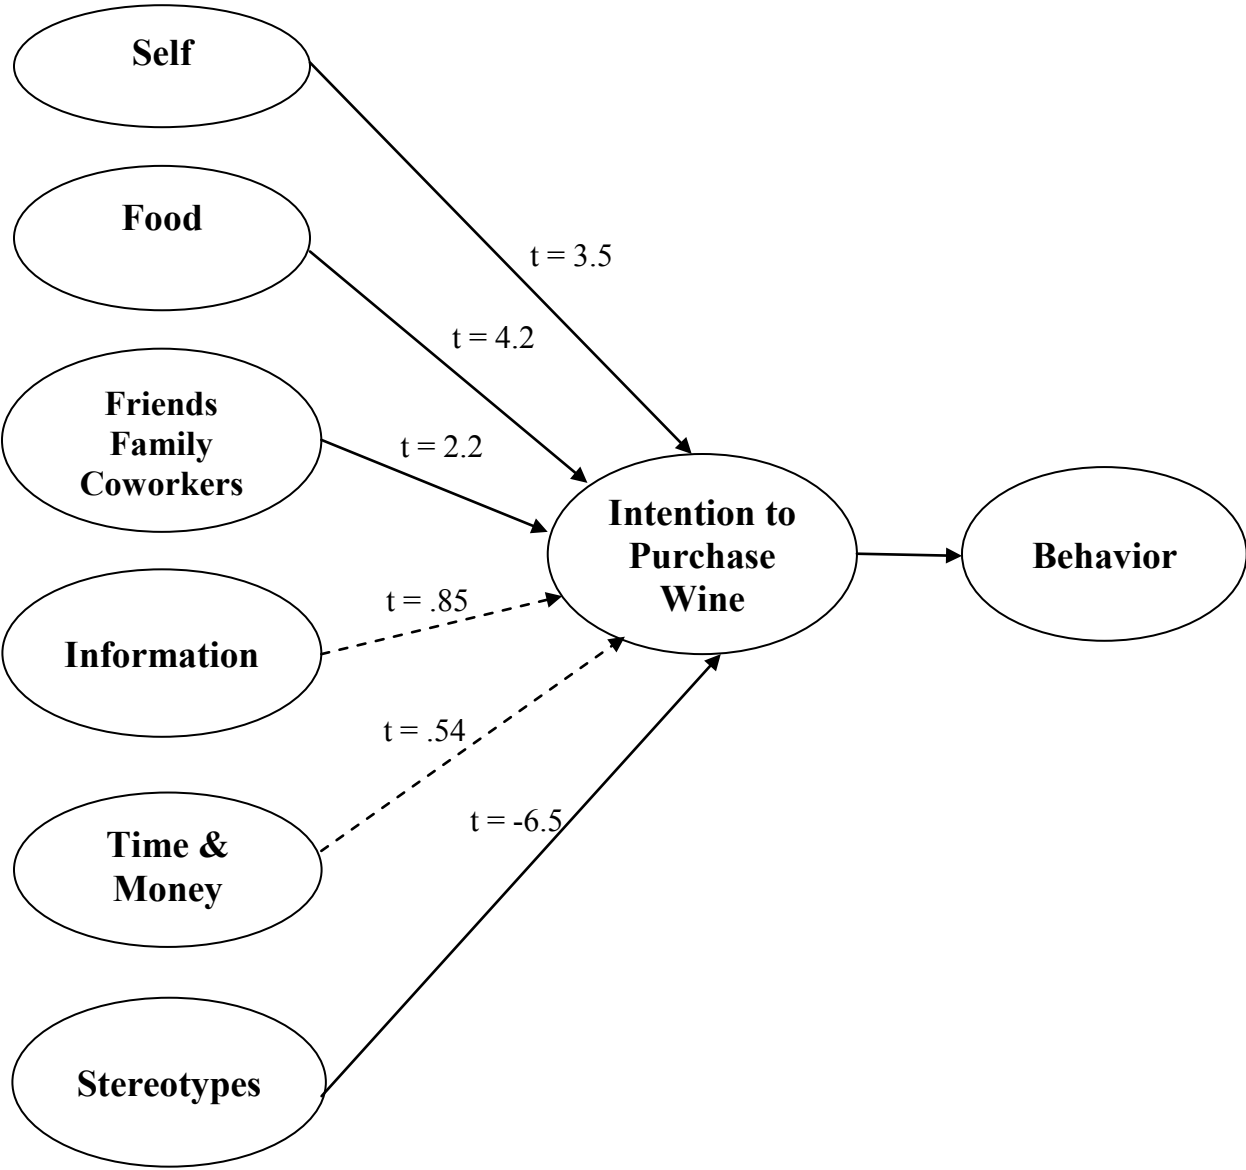 Self
t = 3.5
Food
t = 4.2
Friends
Family
Coworkers
t = 2.2
Intention to
Purchase
Wine
Behavior
Information
t = .85
Time &
Money
t = .54
Stereotypes
t = -6.5